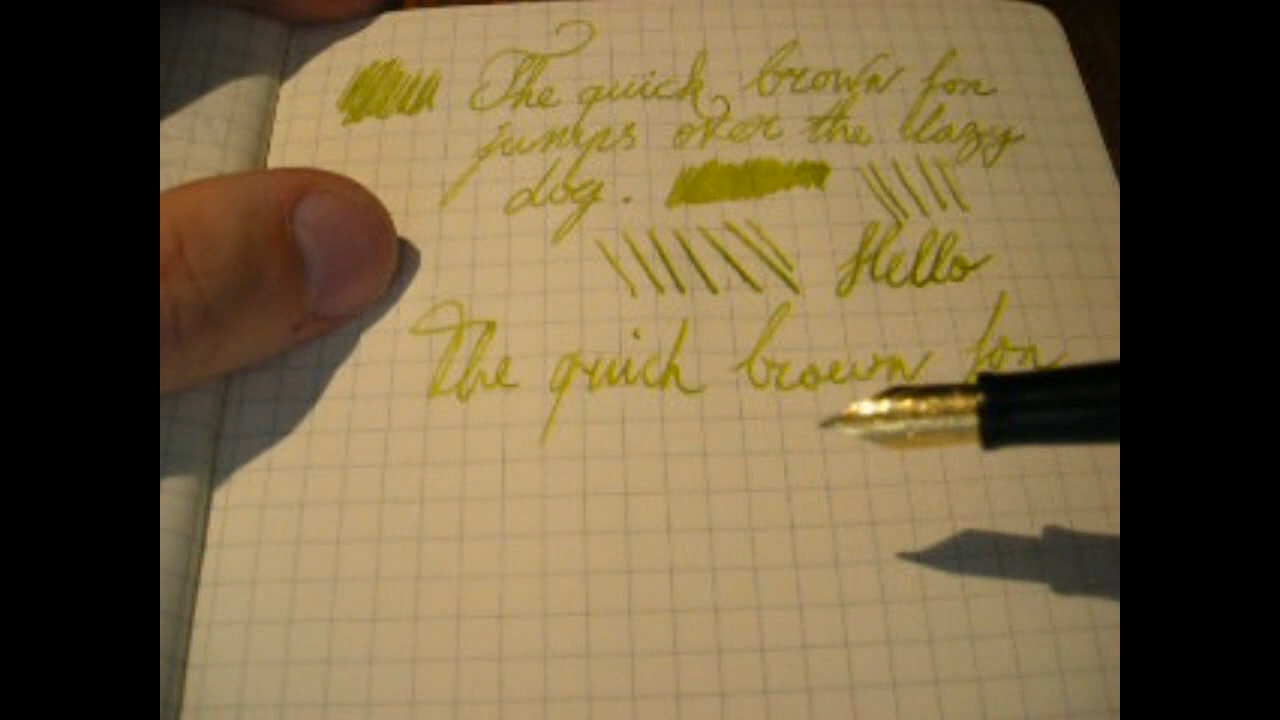 The quick brown fox
jumps over the lazy
dog.
Hello
The quick brown fox